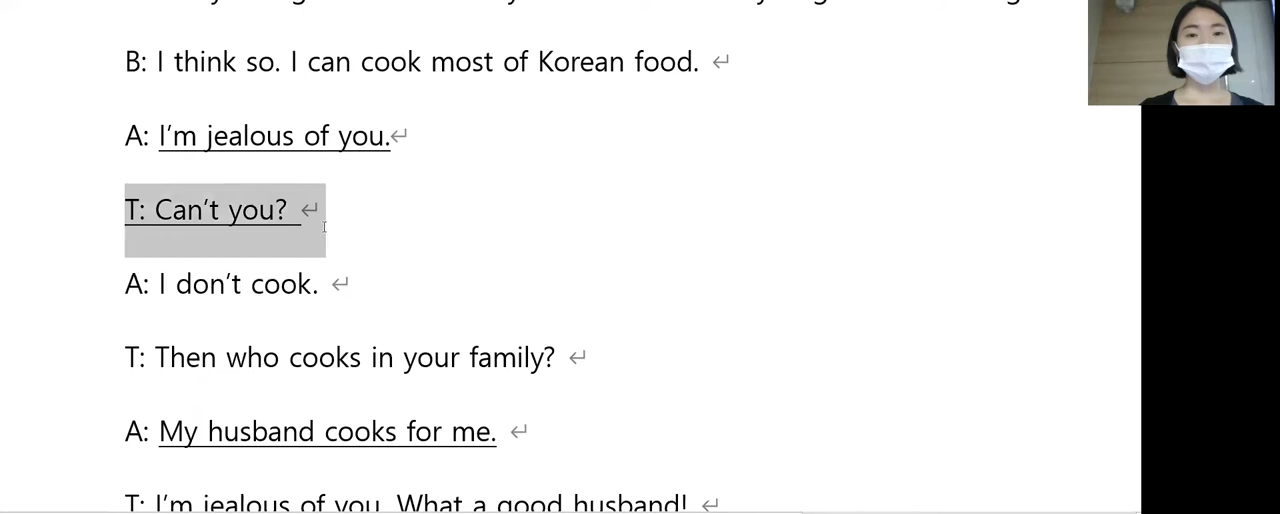 B: I think so. I can cook most of Korean food.
A: I'm jealous of you.
T: Can't you?
A: I don't cook.
T: Then who cooks in your family?
A: My husband cooks for me.
T: I'm jealous of you. What a good husband!